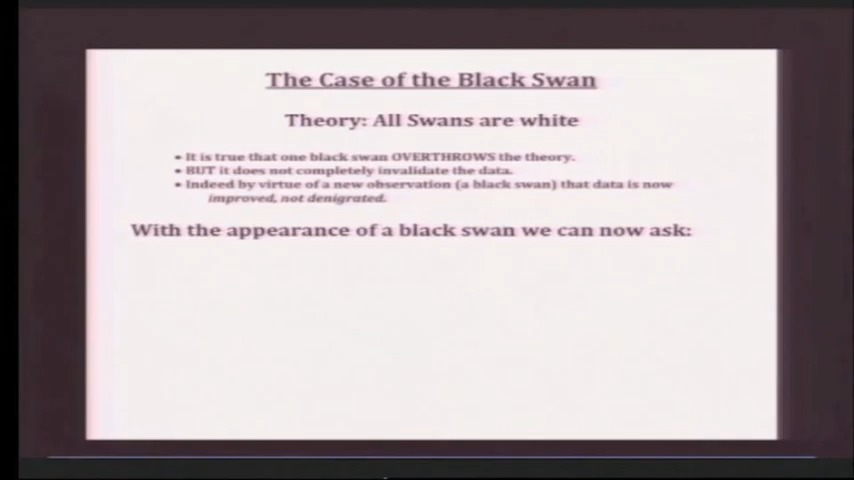 The Case of the Black Swan
Theory: All Swans are white
• It is true that one black swan OVERTHROWS the theory.
• BUT it does not completely invalidate the data.
• Indeed by virtue of a new observation (a black swan) that data is now
improved, not denigrated.
With the appearance of a black swan we can now ask: